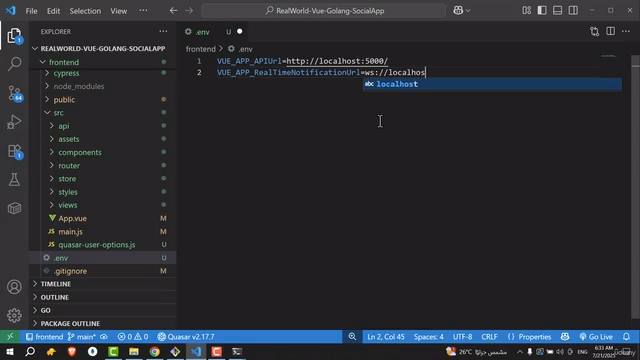 File Edit Selection View Go ··· RealWorld-Vue-Golang-SocialApp
EXPLORER ···
REALWORLD-VUE-GOLANG-SOCIALAPP
frontend
cypress
node_modules
public
src
api
assets
components
router
store
styles
views
App.vue M
main.js M
quasar-user-options.js U
.env U
.gitignore M
TIMELINE
OUTLINE
GO
PACKAGE OUTLINE
.env U
frontend > .env
1 VUE_APP_APIUrl=http://localhost:5000/
2 VUE_APP_RealTimeNotificationUrl=ws://localhos
abc localhost
frontend main* 0 0 Quasar v2.17.7 Ln 2, Col 45 Spaces: 4 UTF-8 CRLF Properties Go Live
26°C مشمس جزئيًا ENG 6:33 AM
7/21/2025